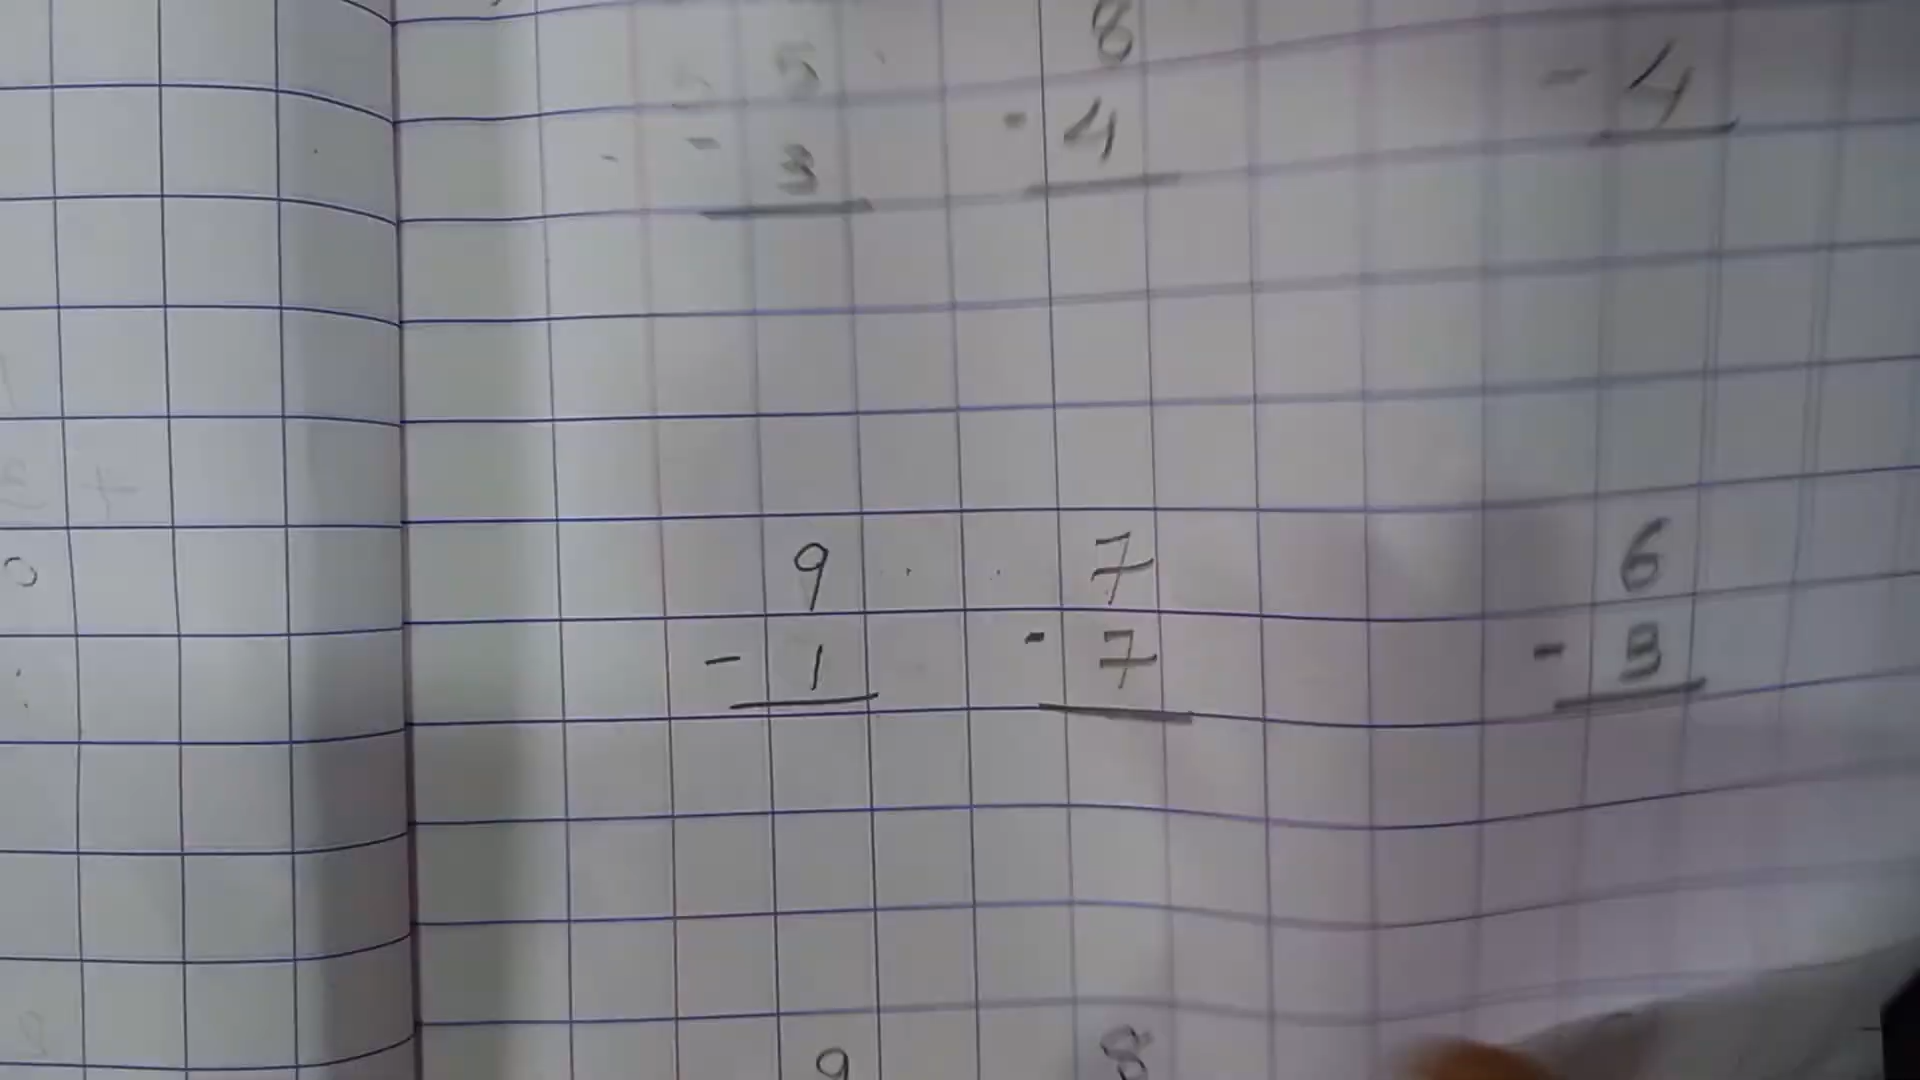 5 8
- 3 - 4 - 4
9 7 6
- 1 - 7 - 3
9 8